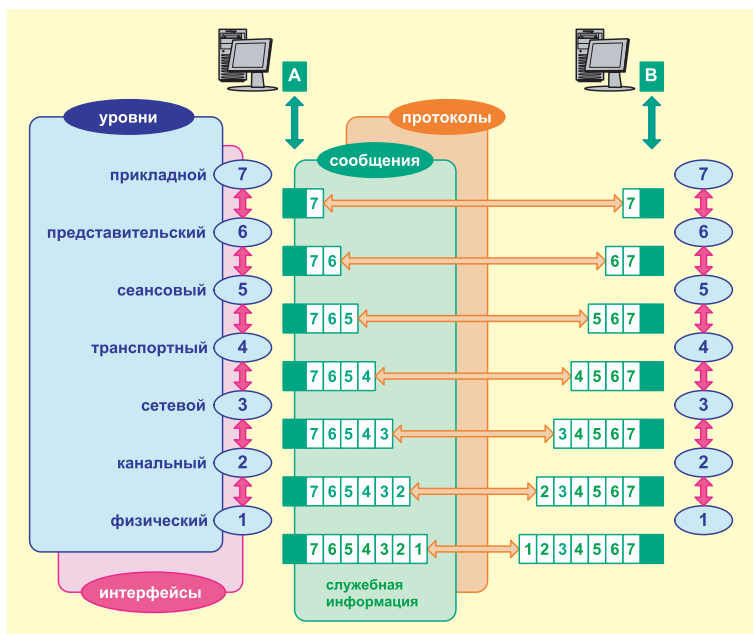 A
B
уровни
протоколы
сообщения
прикладной 7
7
7 7
представительский 6
6
7 6 6 7
сеансовый 5
5
7 6 5 5 6 7
транспортный 4
4
7 6 5 4 4 5 6 7
сетевой 3
3
7 6 5 4 3 3 4 5 6 7
канальный 2
2
7 6 5 4 3 2 2 3 4 5 6 7
физический 1
1
7 6 5 4 3 2 1 1 2 3 4 5 6 7
интерфейсы
служебная
информация